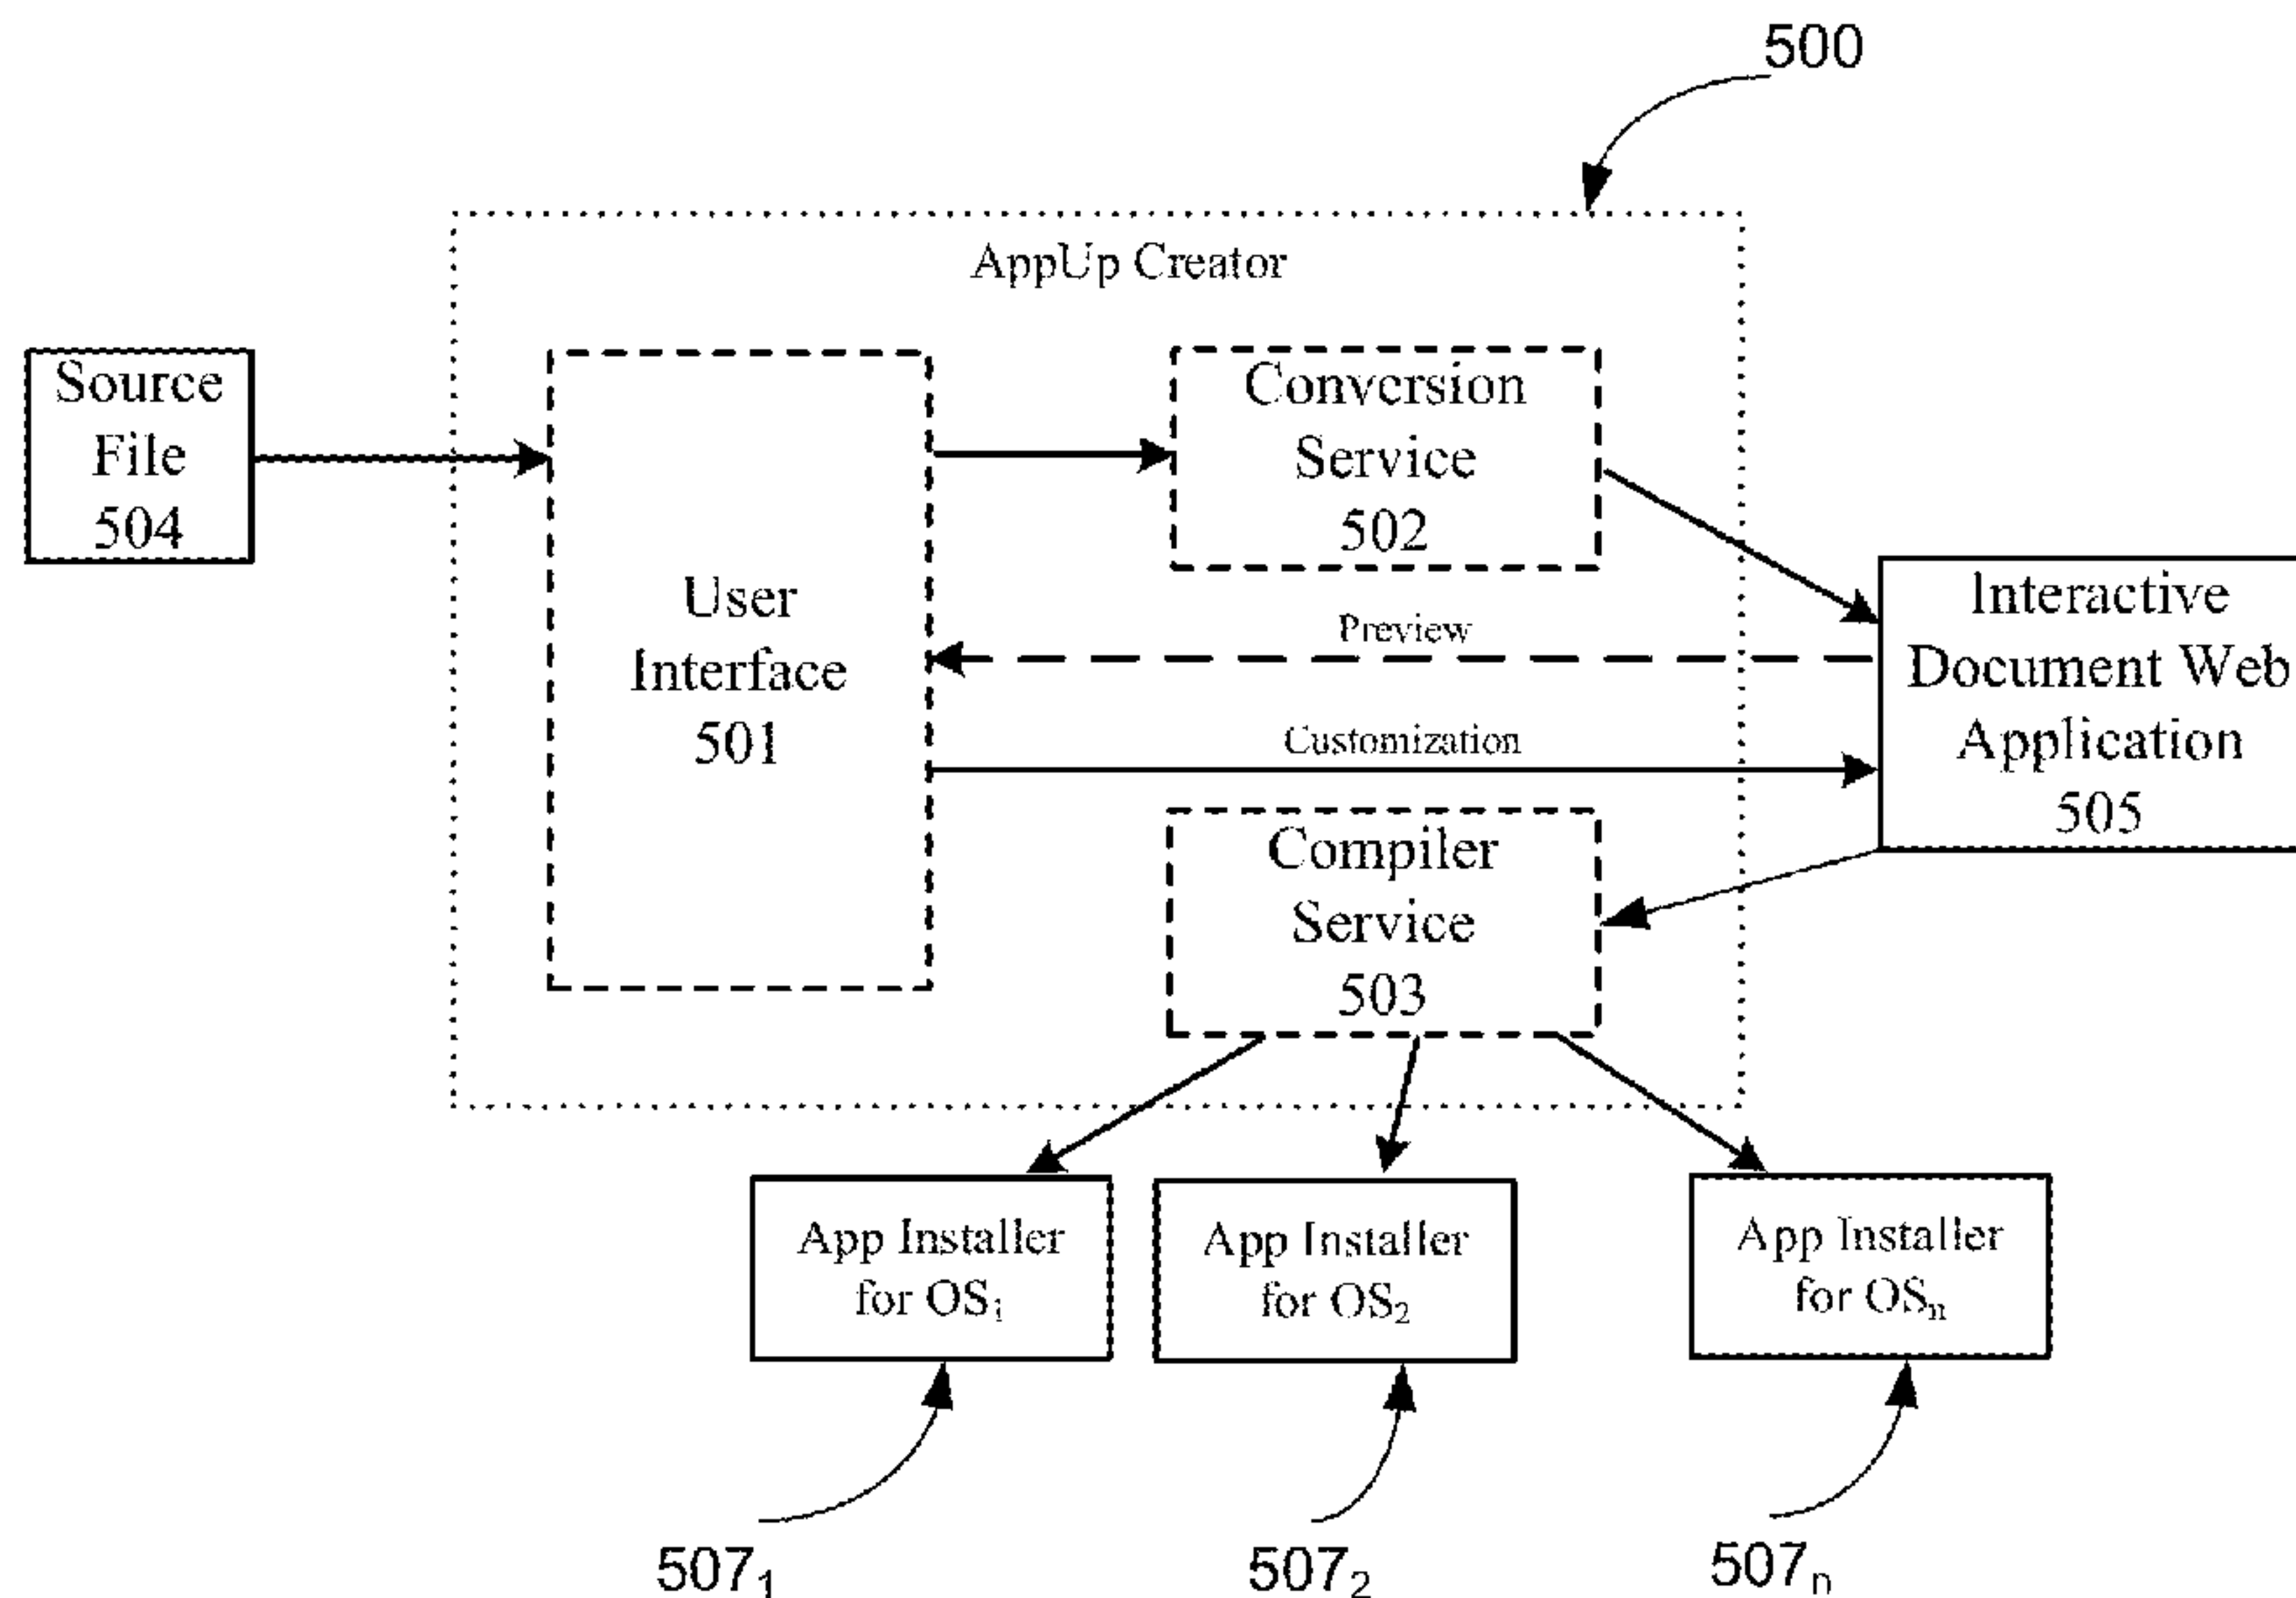 500
AppUp Creator
Source
File
504
User
Interface
501
Conversion
Service
502
Preview
Customization
Interactive
Document Web
Application
505
Compiler
Service
503
App Installer
for OS₁
App Installer
for OS₂
App Installer
for OSₙ
507₁
507₂
507ₙ